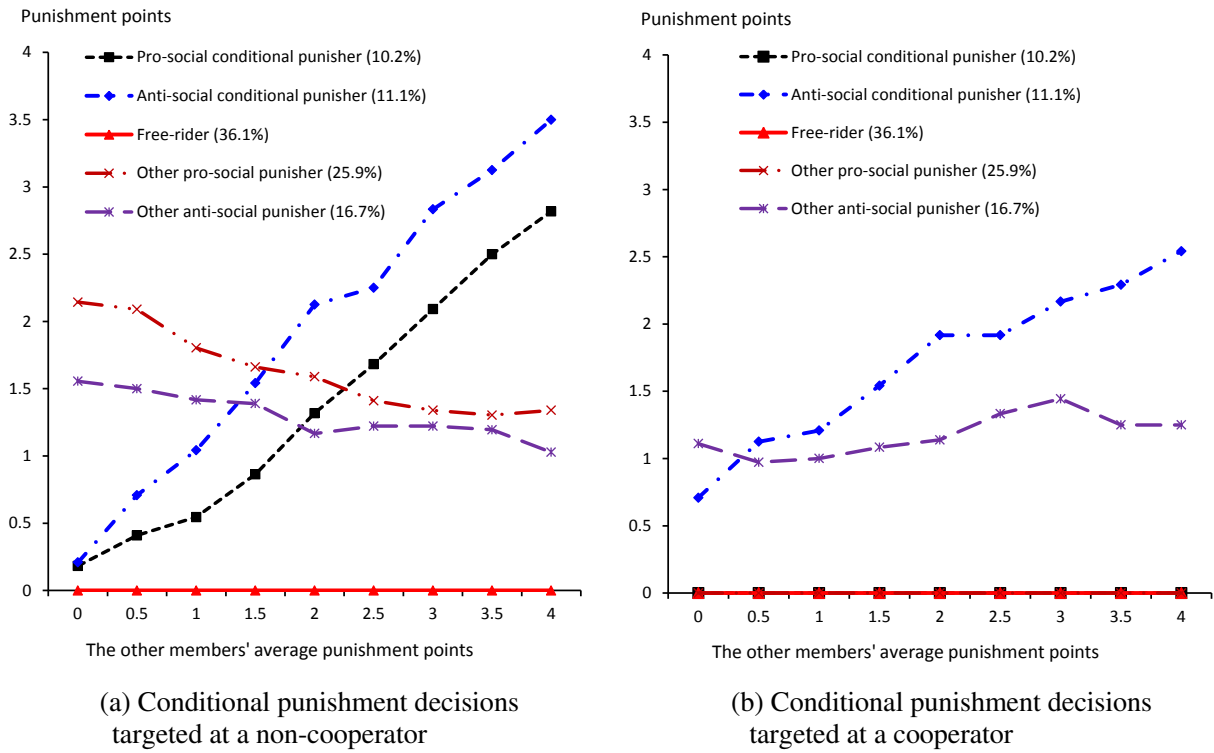 Punishment points
4
3.5
3
2.5
2
1.5
1
0.5
0
Pro-social conditional punisher (10.2%)
Anti-social conditional punisher (11.1%)
Free-rider (36.1%)
Other pro-social punisher (25.9%)
Other anti-social punisher (16.7%)
0 0.5 1 1.5 2 2.5 3 3.5 4
The other members' average punishment points
(a) Conditional punishment decisions
targeted at a non-cooperator
Punishment points
4
3.5
3
2.5
2
1.5
1
0.5
0
Pro-social conditional punisher (10.2%)
Anti-social conditional punisher (11.1%)
Free-rider (36.1%)
Other pro-social punisher (25.9%)
Other anti-social punisher (16.7%)
0 0.5 1 1.5 2 2.5 3 3.5 4
The other members' average punishment points
(b) Conditional punishment decisions
targeted at a cooperator